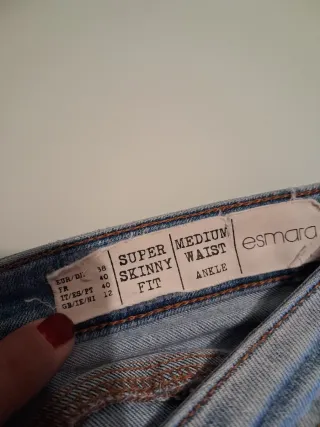 EUR/DE 38
FR 40
IT/ES/PT 40
GB/IE/NI 12
SUPER
SKINNY
FIT
MEDIUM
WAIST
ANKLE
esmara